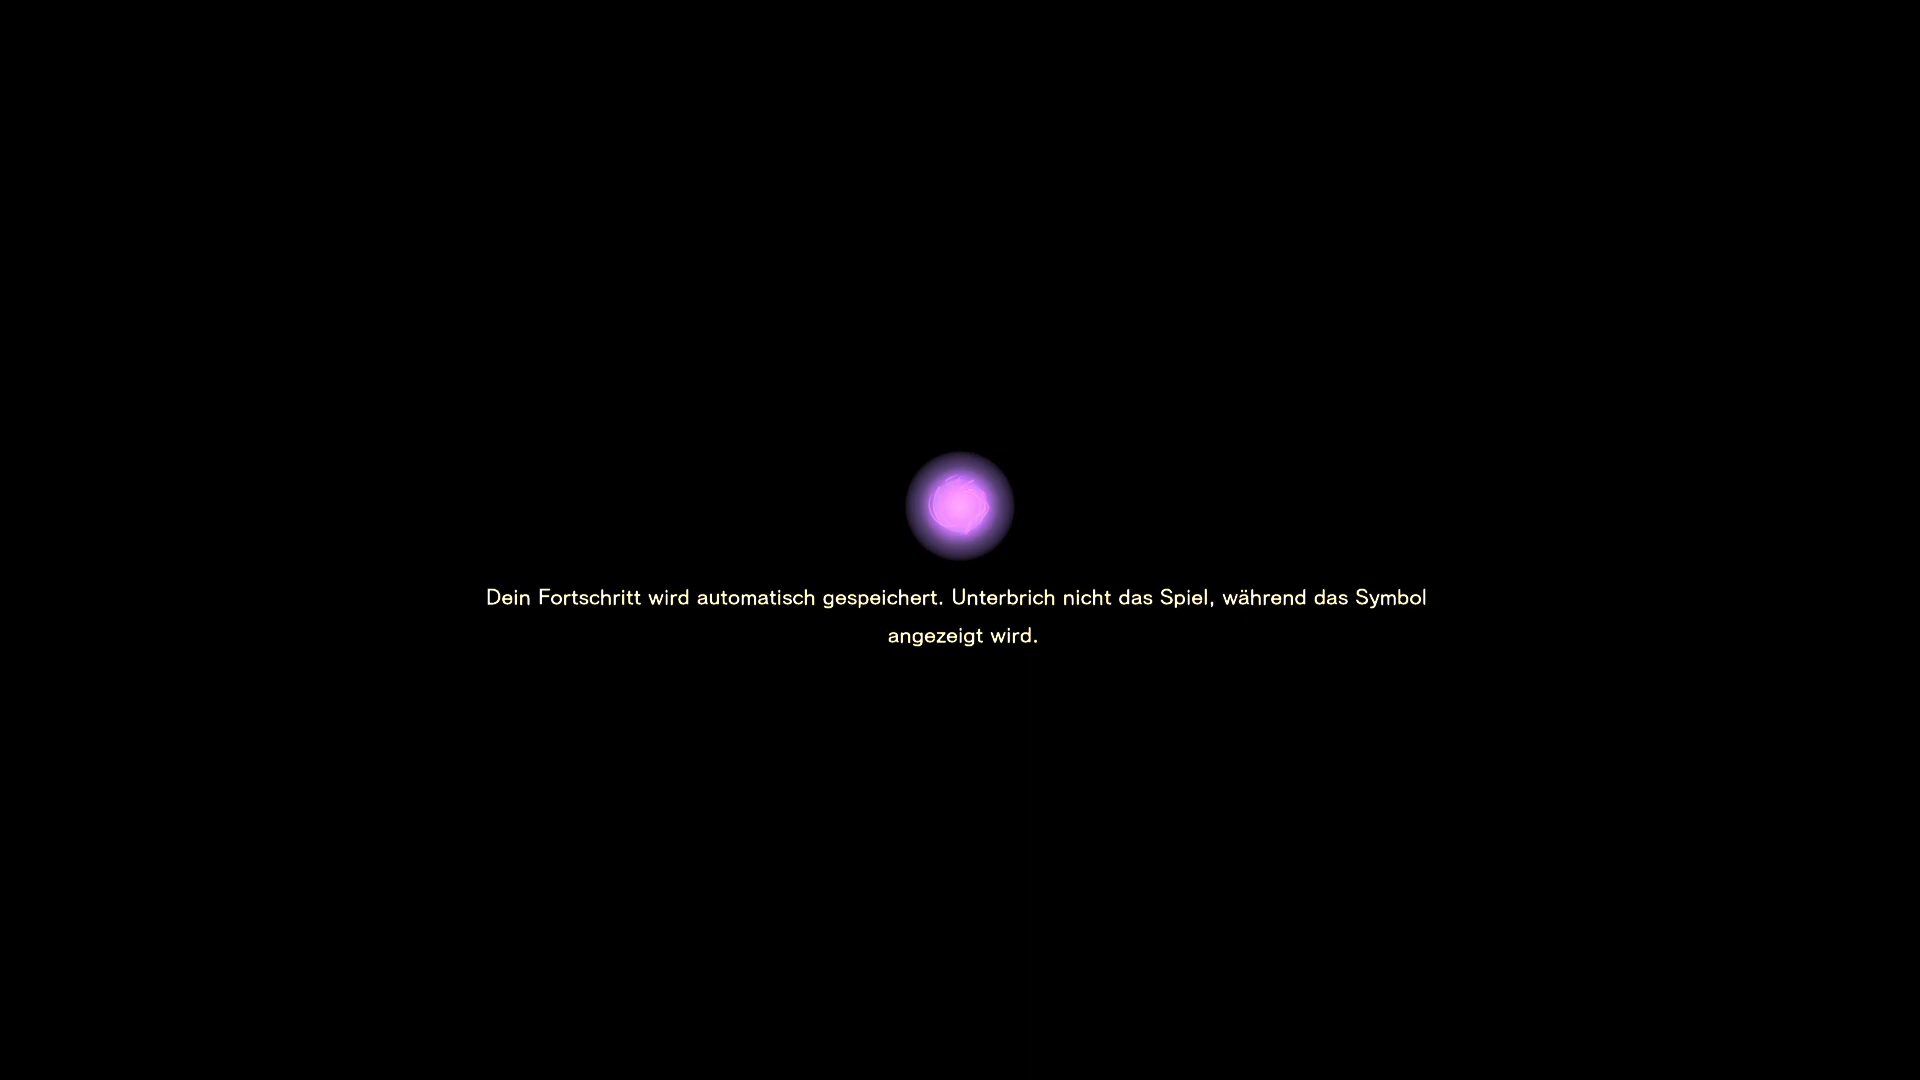 Dein Fortschritt wird automatisch gespeichert. Unterbrich nicht das Spiel, während das Symbol
angezeigt wird.